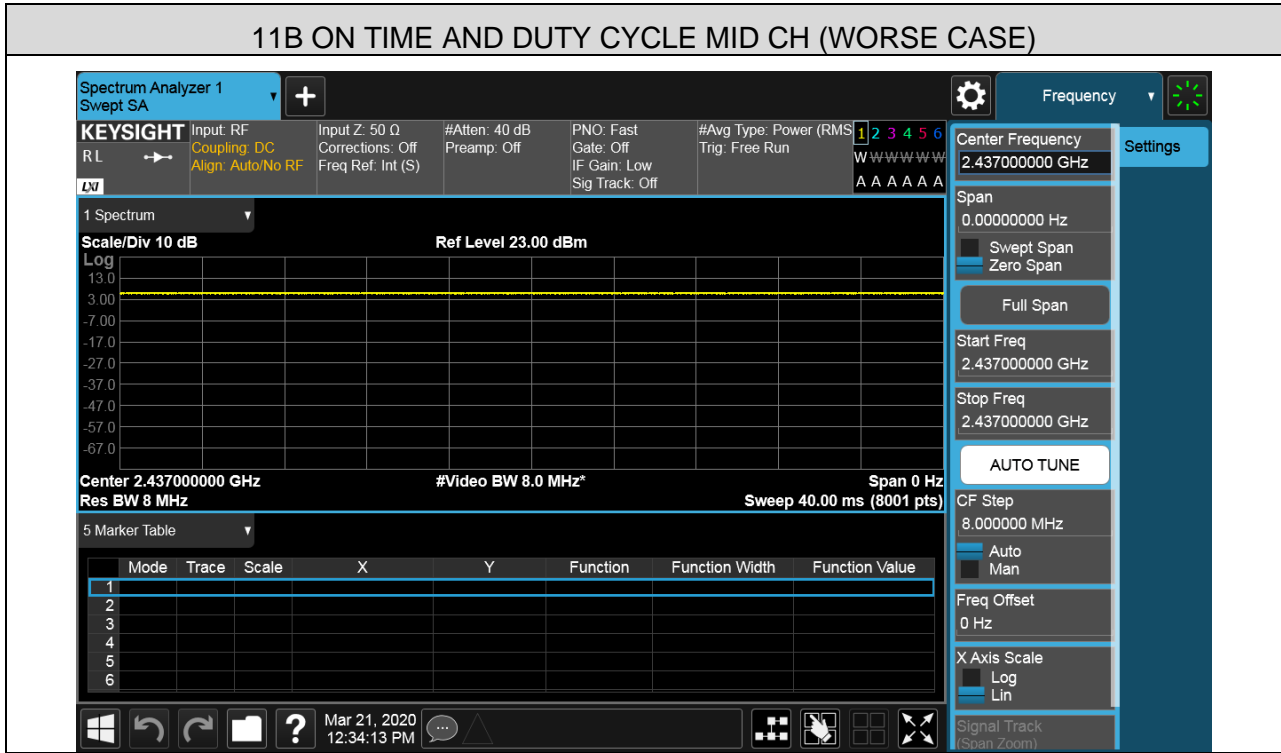 11B ON TIME AND DUTY CYCLE MID CH (WORSE CASE)
Spectrum Analyzer 1
Swept SA
Frequency
KEYSIGHT
RL
LXI
Input: RF
Coupling: DC
Align: Auto/No RF
Input Z: 50 Ω
Corrections: Off
Freq Ref: Int (S)
#Atten: 40 dB
Preamp: Off
PNO: Fast
Gate: Off
IF Gain: Low
Sig Track: Off
#Avg Type: Power (RMS
Trig: Free Run
1 2 3 4 5 6
W W W W W W
A A A A A A
1 Spectrum
Scale/Div 10 dB
Ref Level 23.00 dBm
Log
13.0
3.00
-7.00
-17.0
-27.0
-37.0
-47.0
-57.0
-67.0
Center 2.437000000 GHz
#Video BW 8.0 MHz*
Span 0 Hz
Res BW 8 MHz
Sweep 40.00 ms (8001 pts)
5 Marker Table
Mode Trace Scale X Y Function Function Width Function Value
1
2
3
4
5
6
Mar 21, 2020
12:34:13 PM
Center Frequency
2.437000000 GHz
Settings
Span
0.00000000 Hz
Swept Span
Zero Span
Full Span
Start Freq
2.437000000 GHz
Stop Freq
2.437000000 GHz
AUTO TUNE
CF Step
8.000000 MHz
Auto
Man
Freq Offset
0 Hz
X Axis Scale
Log
Lin
Signal Track
(Span Zoom)